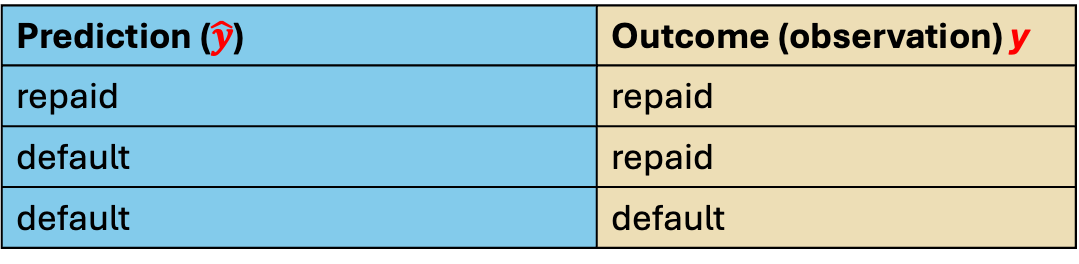 Prediction (ŷ) Outcome (observation) y
repaid repaid
default repaid
default default